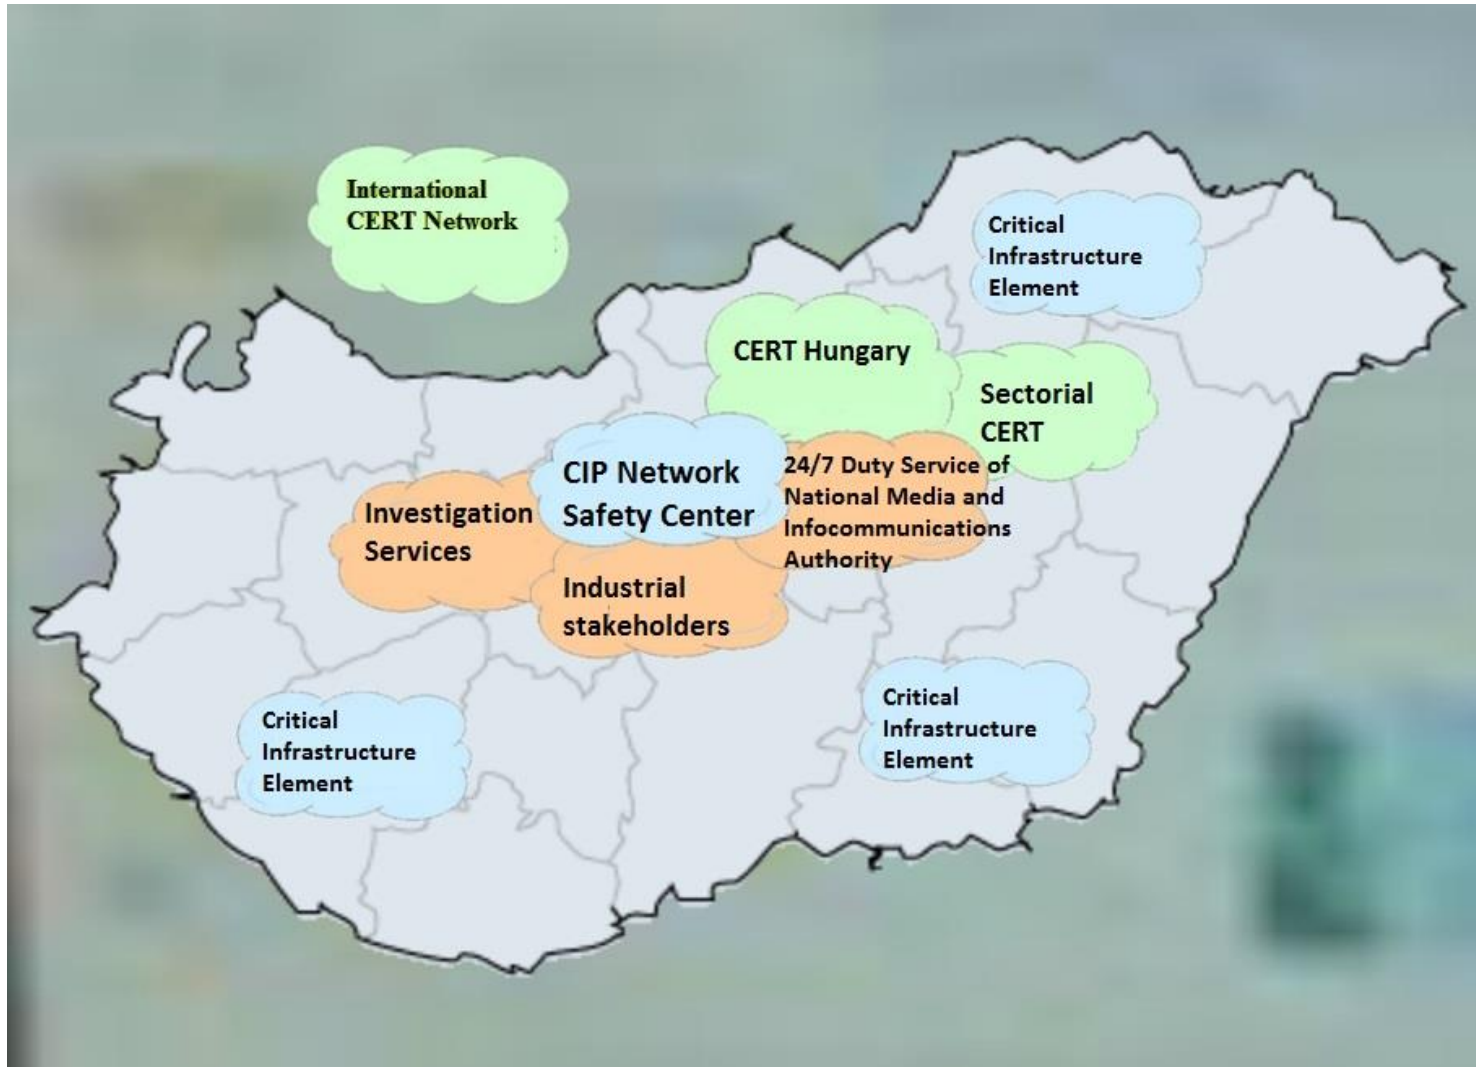 International
CERT Network
Critical
Infrastructure
Element
CERT Hungary
Sectorial
CERT
CIP Network
Safety Center
24/7 Duty Service of
National Media and
Infocommunications
Authority
Investigation
Services
Industrial
stakeholders
Critical
Infrastructure
Element
Critical
Infrastructure
Element